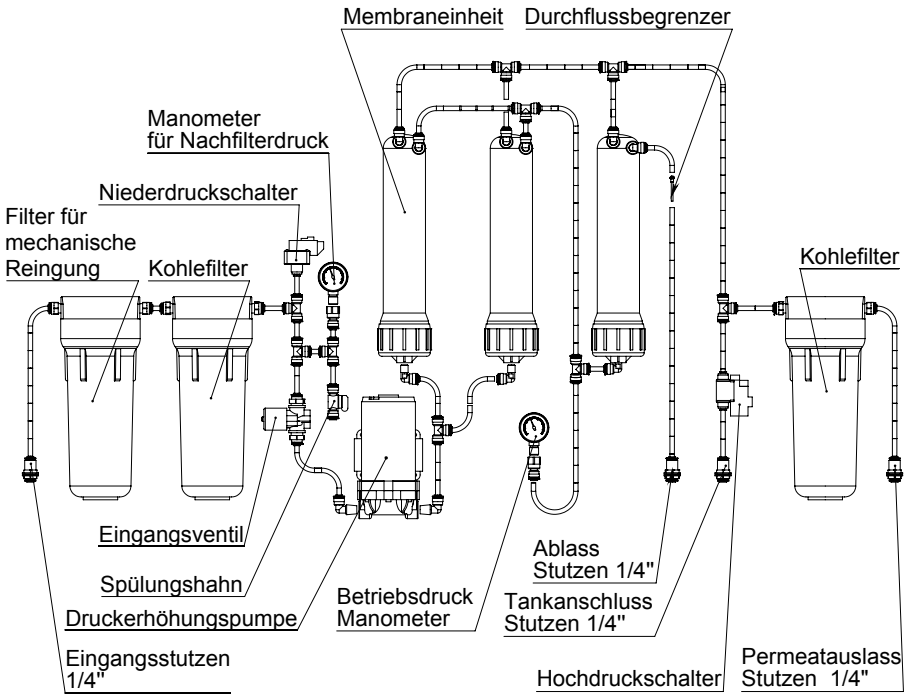 Membraneinheit
Durchflussbegrenzer
Manometer
für Nachfilterdruck
Niederdruckschalter
Filter für
mechanische
Reingung
Kohlefilter
Kohlefilter
Eingangsventil
Spülungshahn
Druckerhöhungspumpe
Eingangsstutzen
1/4"
Betriebsdruck
Manometer
Ablass
Stutzen 1/4"
Tankanschluss
Stutzen 1/4"
Hochdruckschalter
Permeatauslass
Stutzen 1/4"